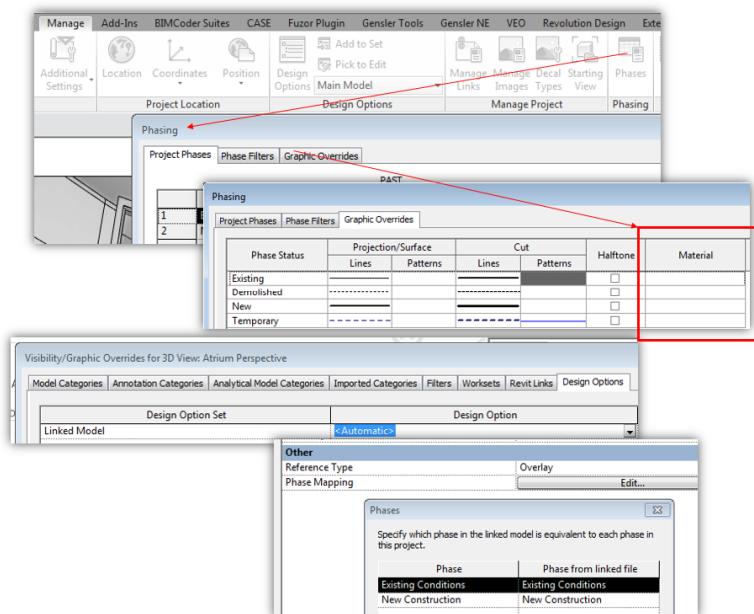 Manage Add-Ins BIMCoder Suites CASE Fuzor Plugin Gensler Tools Gensler NE VEO Revolution Design Exte
Add to Set
Pick to Edit
Additional Settings Location Coordinates Position Design Options Main Model Manage Links Manage Images Decal Types Starting View Phases
Project Location Design Options Manage Project Phasing
Phasing
Project Phases Phase Filters Graphic Overrides
PAST
1
2
Phasing
Project Phases Phase Filters Graphic Overrides
Phase Status Projection/Surface Cut Halftone Material
Lines Patterns Lines Patterns
Existing
Demolished
New
Temporary
Visibility/Graphic Overrides for 3D View: Atrium Perspective
Model Categories Annotation Categories Analytical Model Categories Imported Categories Filters Worksets Revit Links Design Options
Design Option Set Design Option
Linked Model <Automatic>
Other
Reference Type Overlay
Phase Mapping Edit...
Phases
Specify which phase in the linked model is equivalent to each phase in
this project.
Phase Phase from linked file
Existing Conditions Existing Conditions
New Construction New Construction